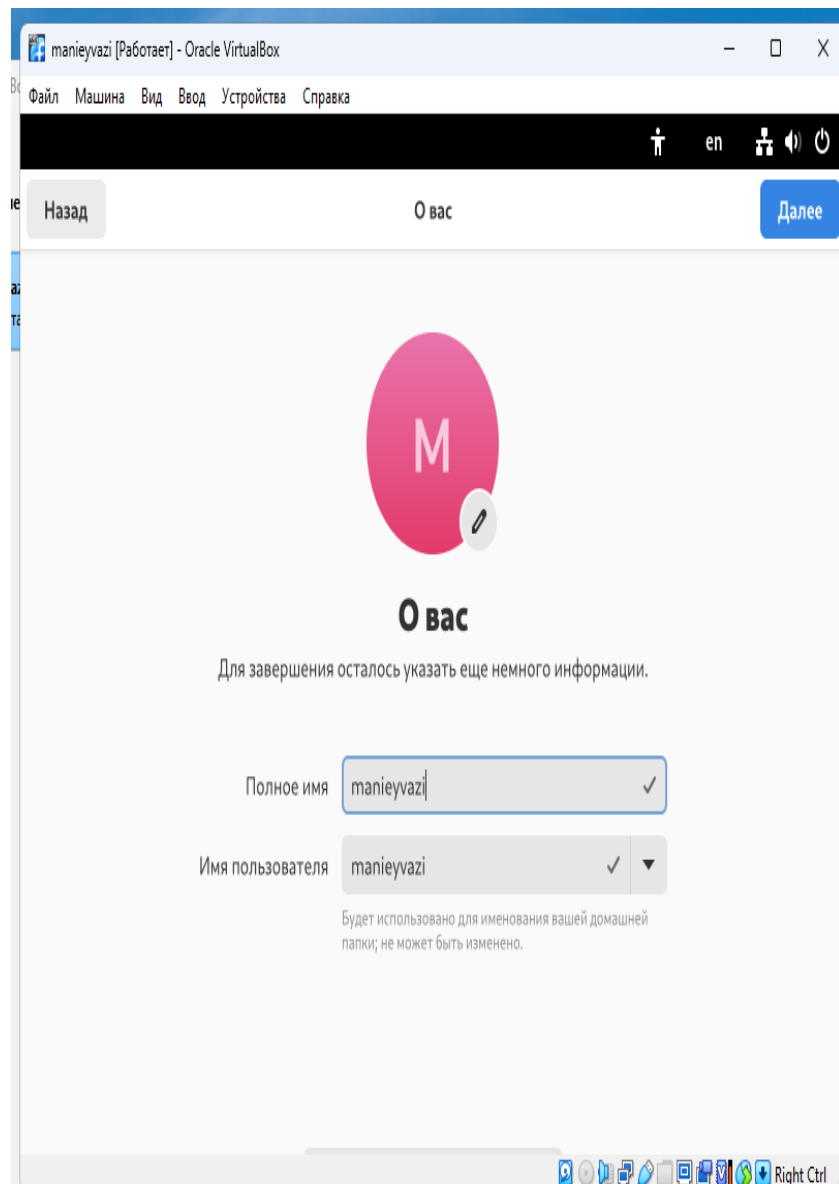 manieyvazi [Работает] - Oracle VirtualBox
Файл Машина Вид Ввод Устройства Справка
en
Назад
О вас
Далее
M
О вас
Для завершения осталось указать еще немного информации.
Полное имя manieyvazi
Имя пользователя manieyvazi
Будет использовано для именования вашей домашней
папки; не может быть изменено.
Right Ctrl